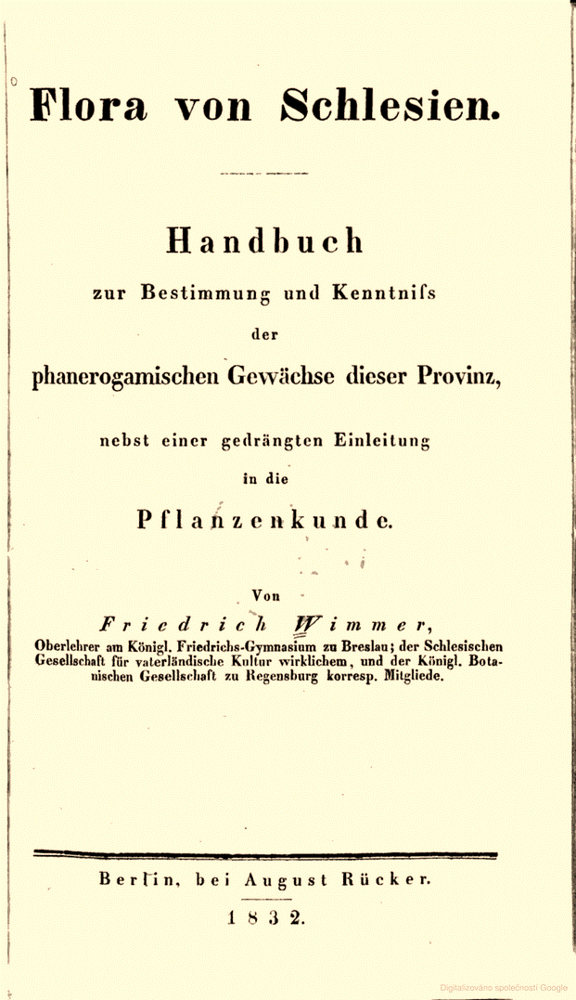 Flora von Schlesien.
Handbuch
zur Bestimmung und Kenntniſs
der
phanerogamischen Gewächse dieser Provinz,
nebst einer gedrängten Einleitung
in die
Pflanzenkunde.
Von
Friedrich Wimmer,
Oberlehrer am Königl. Friedrichs-Gymnasium zu Breslau; der Schlesischen
Gesellschaft für vaterländische Kultur wirklichem, und der Königl. Bota-
nischen Gesellschaft zu Regensburg korresp. Mitgliede.
Berlin, bei August Rücker.
1832.
Digitalizováno společností Google